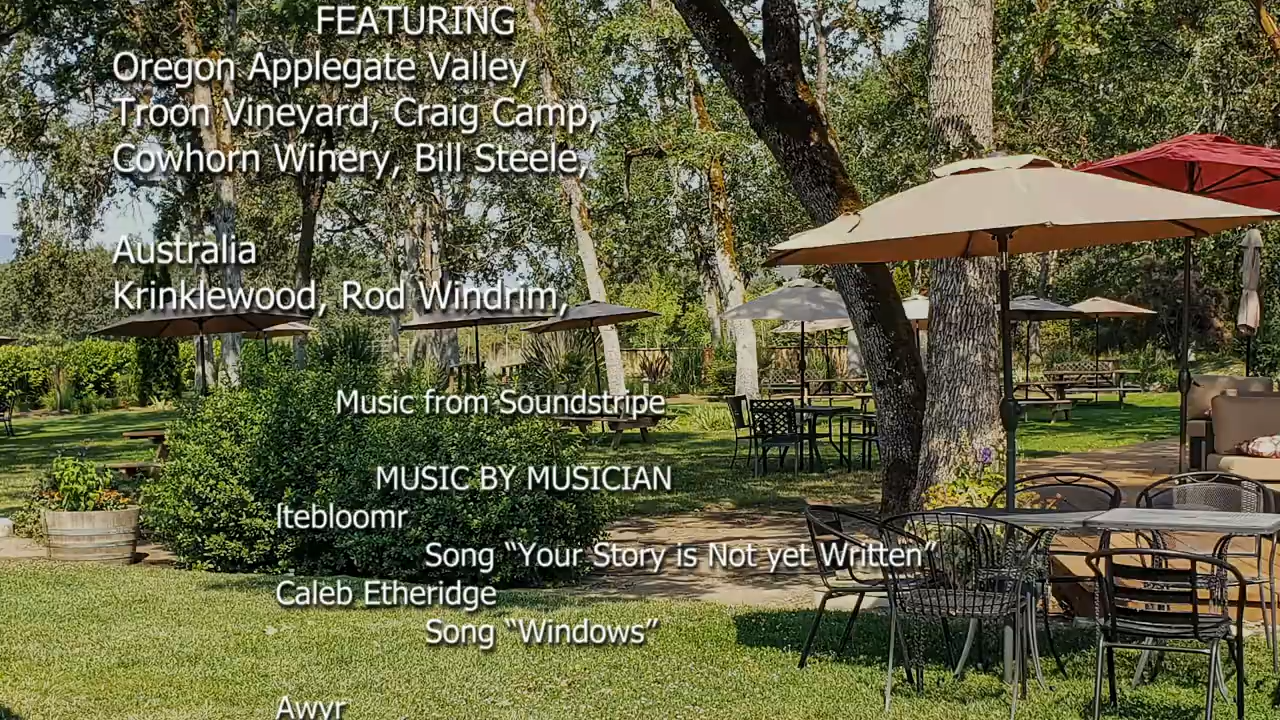 FEATURING
Oregon Applegate Valley
Troon Vineyard, Craig Camp,
Cowhorn Winery, Bill Steele,
Australia
Krinklewood, Rod Windrim,
Music from Soundstripe
MUSIC BY MUSICIAN
ltebloomr
Song “Your Story is Not yet Written”
Caleb Etheridge
Song “Windows”
Awyr